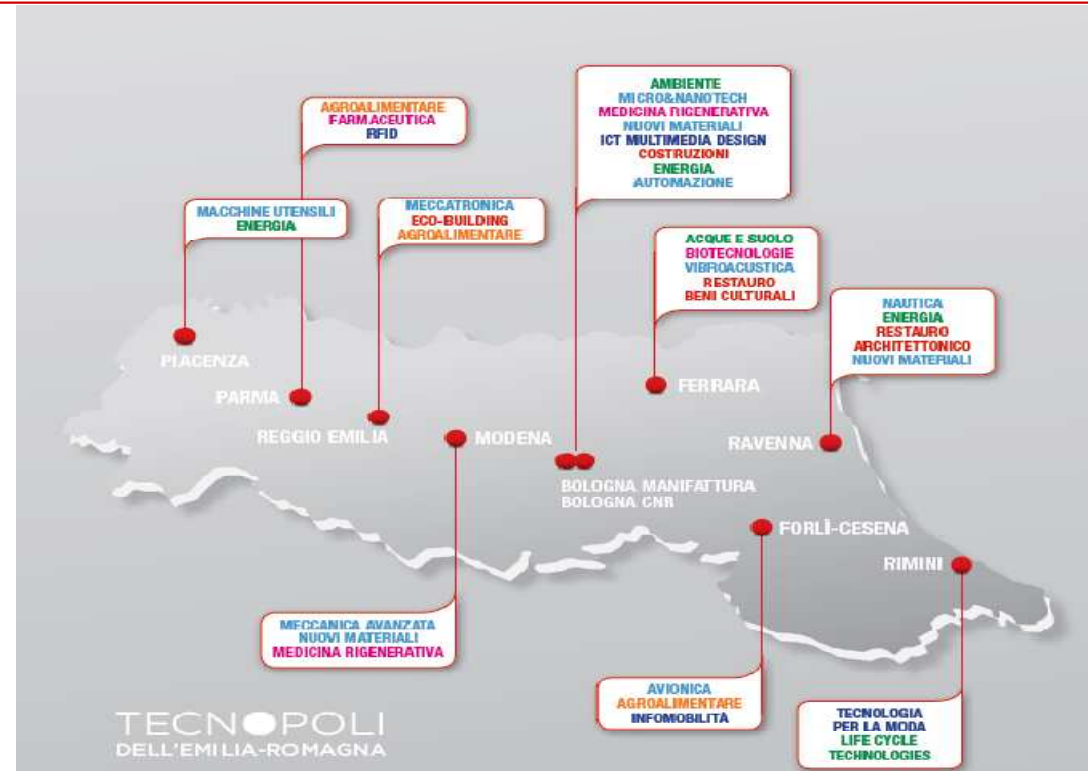 AGROALIMENTARE
FARMACEUTICA
RFID
AMBIENTE
MICRO&NANOTECH
MEDICINA RIGENERATIVA
NUOVI MATERIALI
ICT MULTIMEDIA DESIGN
COSTRUZIONI
ENERGIA
AUTOMAZIONE
MACCHINE UTENSILI
ENERGIA
MECCATRONICA
ECO-BUILDING
AGROALIMENTARE
ACQUE E SUOLO
BIOTECNOLOGIE
VIBROACUSTICA
RESTAURO
BENI CULTURALI
NAUTICA
ENERGIA
RESTAURO
ARCHITETTONICO
NUOVI MATERIALI
PIACENZA
PARMA
REGGIO EMILIA
MODENA
FERRARA
RAVENNA
BOLOGNA MANIFATTURA
BOLOGNA CNR
FORLÌ-CESENA
RIMINI
MECCANICA AVANZATA
NUOVI MATERIALI
MEDICINA RIGENERATIVA
AVIONICA
AGROALIMENTARE
INFOMOBILITÀ
TECNOLOGIA
PER LA MODA
LIFE CYCLE
TECHNOLOGIES
TECNOPOLI
DELL'EMILIA-ROMAGNA